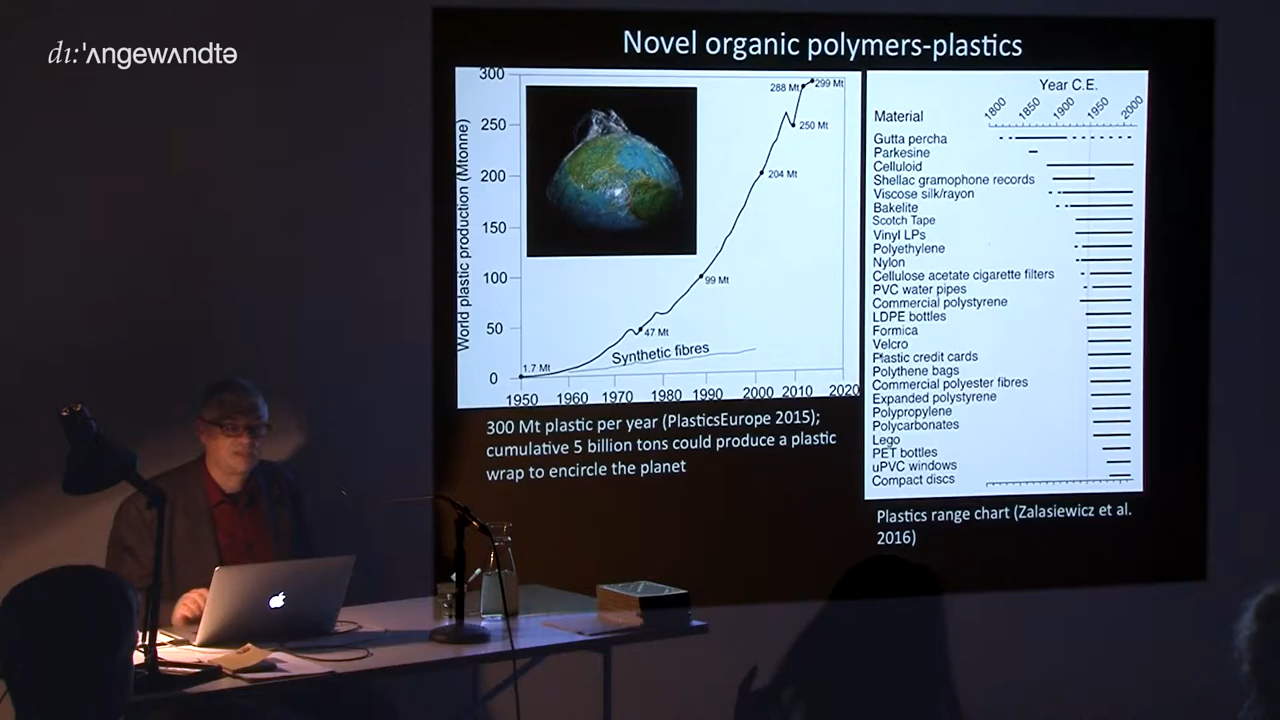 dı:'ʌngewʌndtə
Novel organic polymers-plastics
World plastic production (Mtonne)
300
250
200
150
100
50
0
288 Mt
299 Mt
250 Mt
204 Mt
99 Mt
47 Mt
Synthetic fibres
1.7 Mt
1950 1960 1970 1980 1990 2000 2010 2020
300 Mt plastic per year (PlasticsEurope 2015);
cumulative 5 billion tons could produce a plastic
wrap to encircle the planet
Year C.E.
1800 1850 1900 1950 2000
Material
Gutta percha
Parkesine
Celluloid
Shellac gramophone records
Viscose silk/rayon
Bakelite
Scotch Tape
Vinyl LPs
Polyethylene
Nylon
Cellulose acetate cigarette filters
PVC water pipes
Commercial polystyrene
LDPE bottles
Formica
Velcro
Plastic credit cards
Polythene bags
Commercial polyester fibres
Expanded polystyrene
Polypropylene
Polycarbonates
Lego
PET bottles
uPVC windows
Compact discs
Plastics range chart (Zalasiewicz et al.
2016)